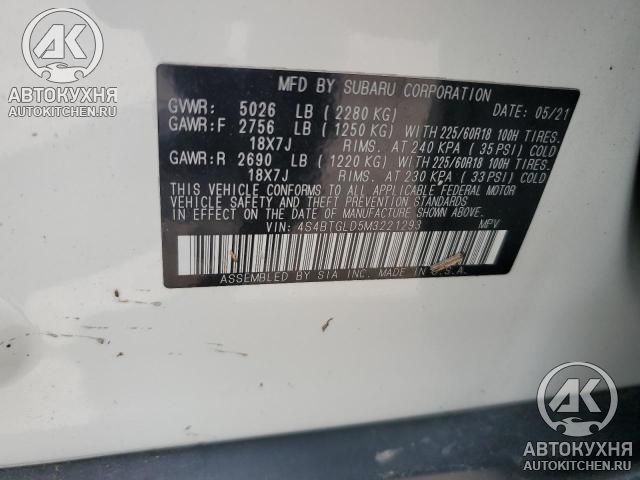 AK
АВТОКУХНЯ
AUTOKITCHEN.RU
MFD BY SUBARU CORPORATION
GVWR: 5026 LB ( 2280 KG) DATE: 05/21
GAWR:F 2756 LB ( 1250 KG) WITH 225/60R18 100H TIRES.
18X7J RIMS. AT 240 KPA ( 35 PSI) COLD
GAWR:R 2690 LB ( 1220 KG) WITH 225/60R18 100H TIRES.
18X7J RIMS. AT 230 KPA ( 33 PSI) COLD
THIS VEHICLE CONFORMS TO ALL APPLICABLE FEDERAL MOTOR
VEHICLE SAFETY AND THEFT PREVENTION STANDARDS IN EFFECT
ON THE DATE OF MANUFACTURE SHOWN ABOVE.
VIN: 4S4BTGLD5M3221293 MPV
ASSEMBLED BY SIA INC. MADE IN U.S.A.
AK
АВТОКУХНЯ
AUTOKITCHEN.RU